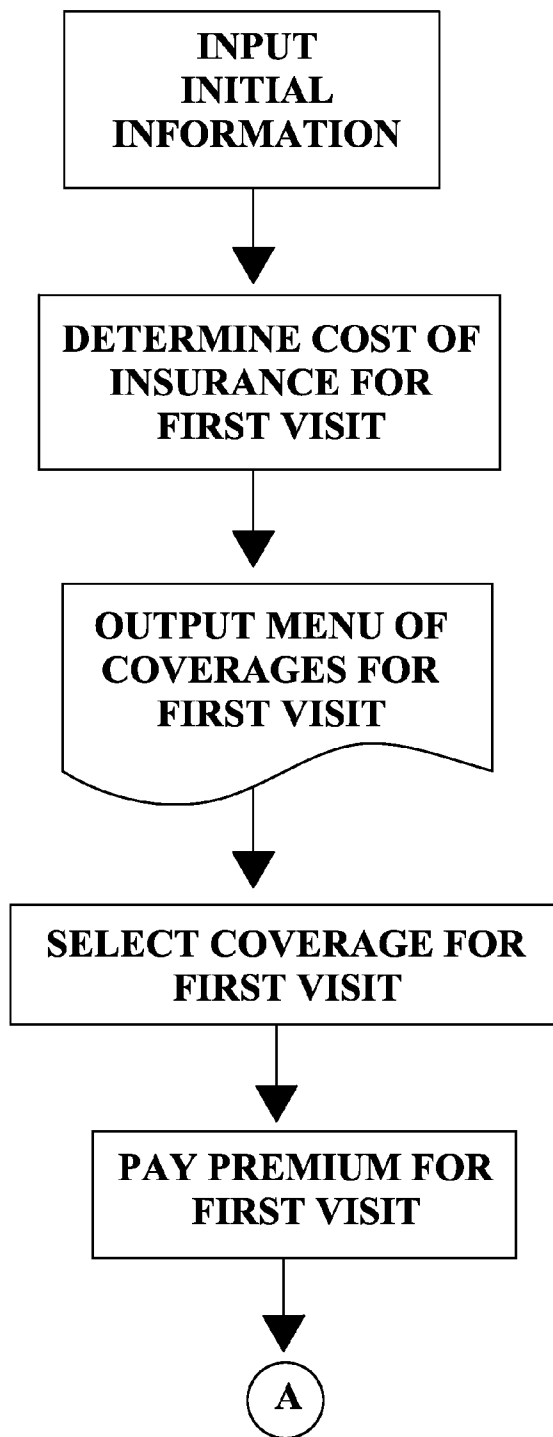 INPUT
INITIAL
INFORMATION
DETERMINE COST OF
INSURANCE FOR
FIRST VISIT
OUTPUT MENU OF
COVERAGES FOR
FIRST VISIT
SELECT COVERAGE FOR
FIRST VISIT
PAY PREMIUM FOR
FIRST VISIT
A